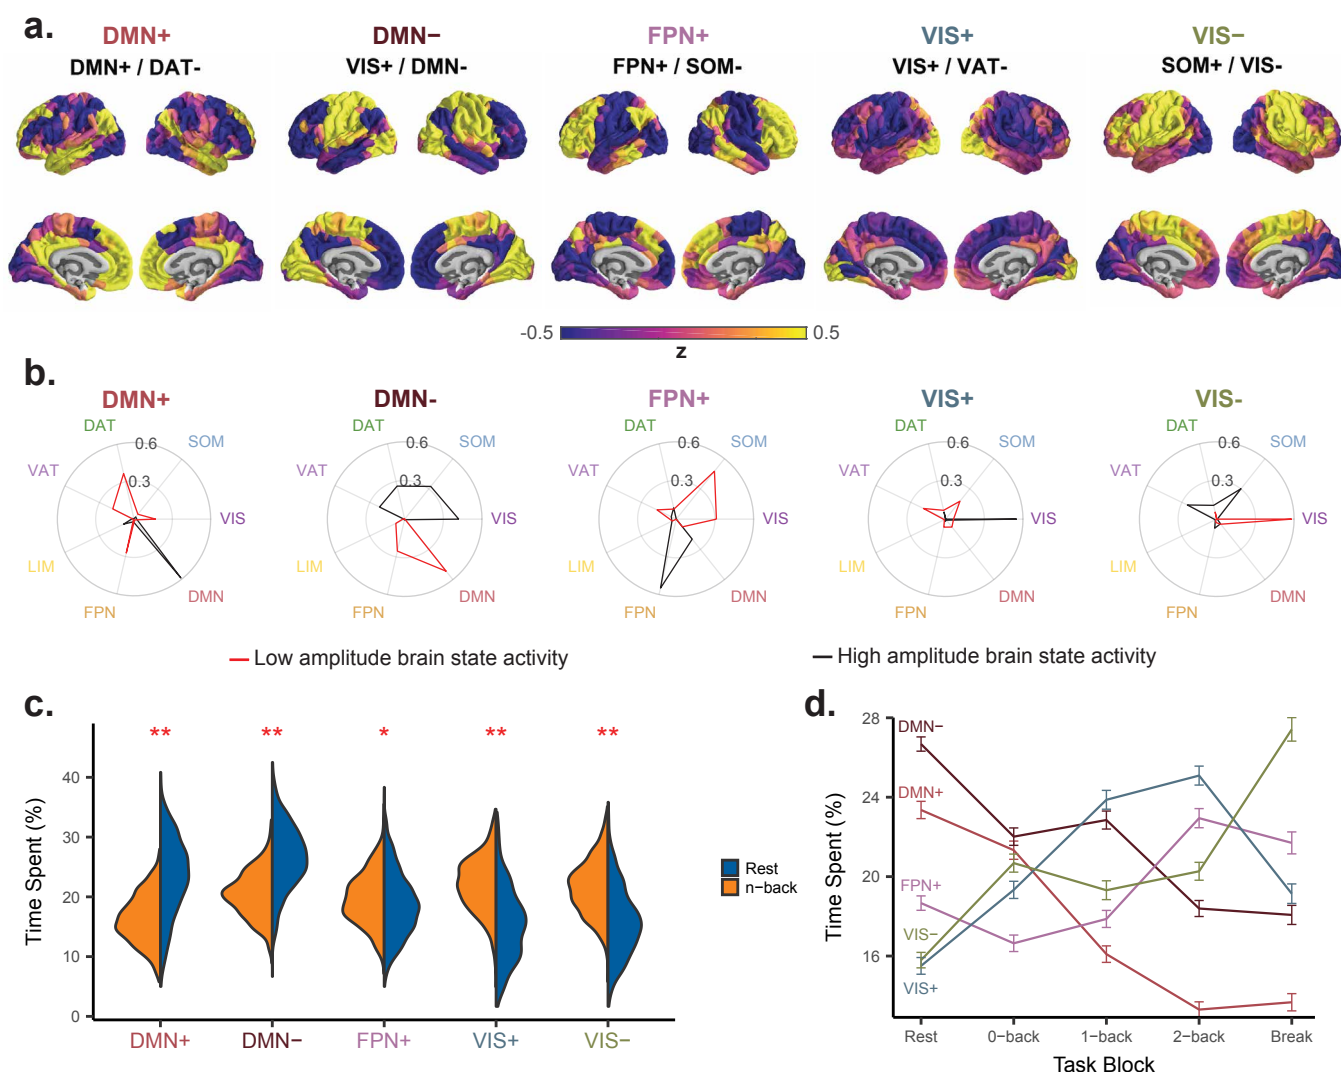 a.
DMN+ DMN− FPN+ VIS+ VIS−
DMN+ / DAT- VIS+ / DMN- FPN+ / SOM- VIS+ / VAT- SOM+ / VIS-
-0.5 0.5
z
b.
DMN+ DMN- FPN+ VIS+ VIS-
DAT DAT DAT DAT DAT
0.6 SOM 0.6 SOM 0.6 SOM 0.6 SOM 0.6 SOM
VAT 0.3 VAT 0.3 VAT 0.3 VAT 0.3 VAT 0.3
VIS VIS VIS VIS VIS
LIM DMN LIM DMN LIM DMN LIM DMN LIM DMN
FPN FPN FPN FPN FPN
Low amplitude brain state activity High amplitude brain state activity
c.
** ** * ** **
Time Spent (%)
40
30
20
10
0
DMN+ DMN− FPN+ VIS+ VIS−
Rest
n−back
d.
Time Spent (%)
28
24
20
16
DMN−
DMN+
FPN+
VIS−
VIS+
Rest 0−back 1−back 2−back Break
Task Block